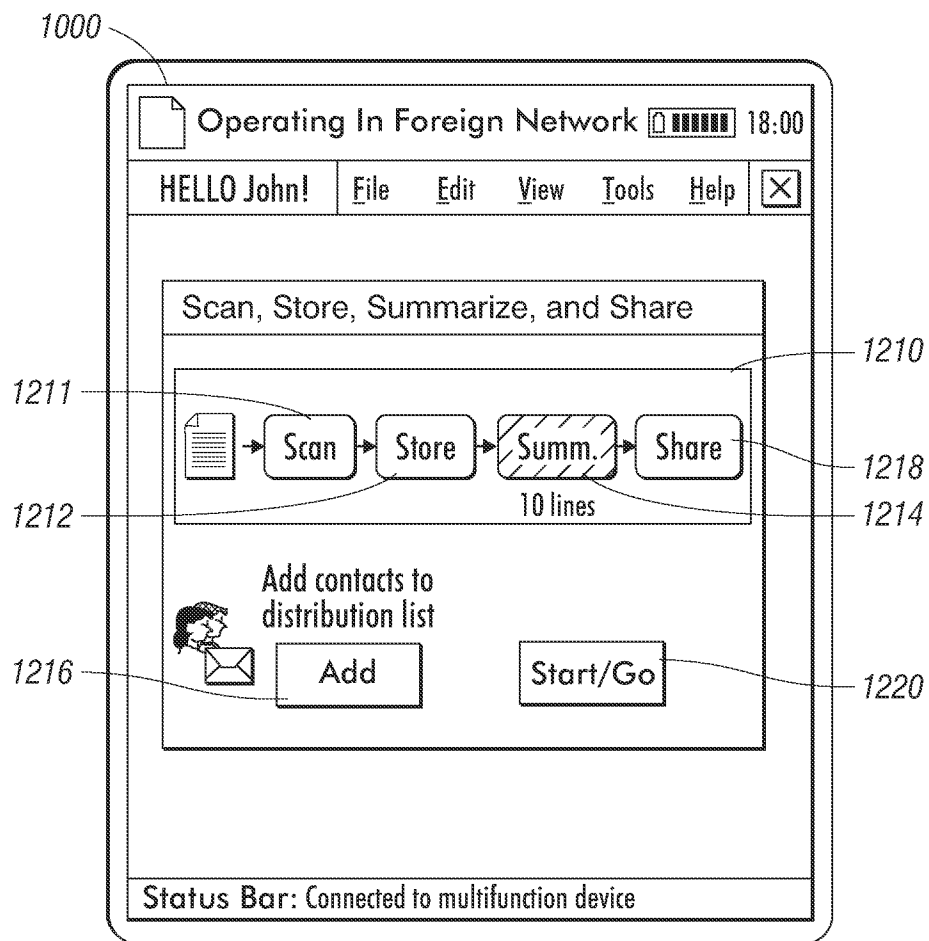 1000
Operating In Foreign Network 18:00
HELLO John! File Edit View Tools Help
Scan, Store, Summarize, and Share
1210
1211
Scan Store Summ. Share
1218
1212
10 lines
1214
Add contacts to
distribution list
1216
Add Start/Go
1220
Status Bar: Connected to multifunction device